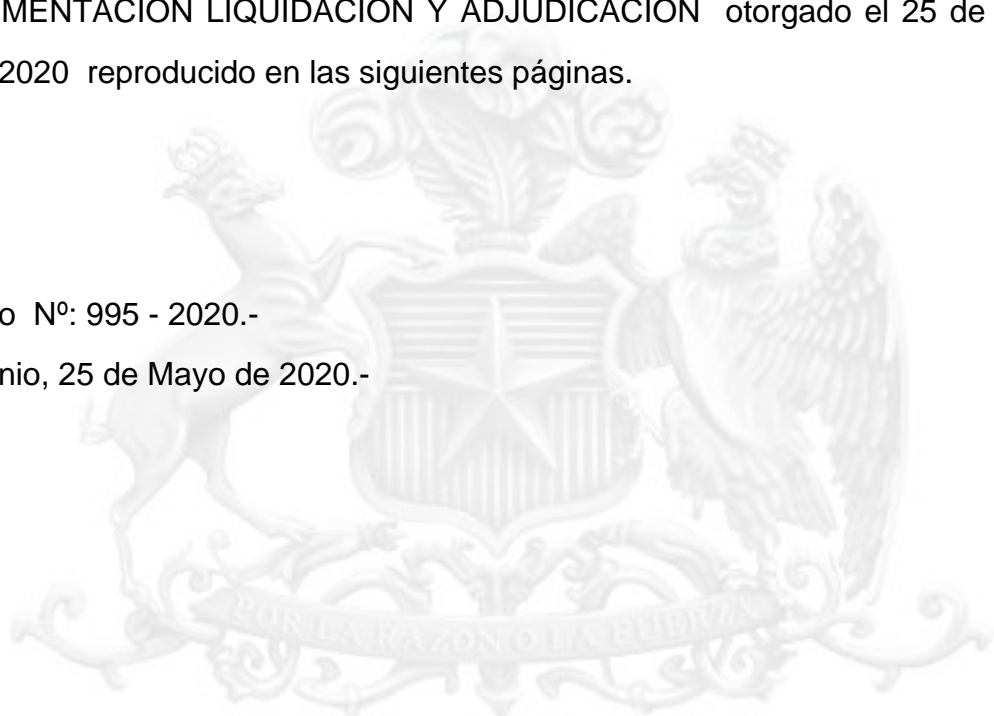 MENTACION LIQUIDACION Y ADJUDICACION otorgado el 25 de
2020 reproducido en las siguientes páginas.
o Nº: 995 - 2020.-
nio, 25 de Mayo de 2020.-
POR LA RAZON O LA FUERZA